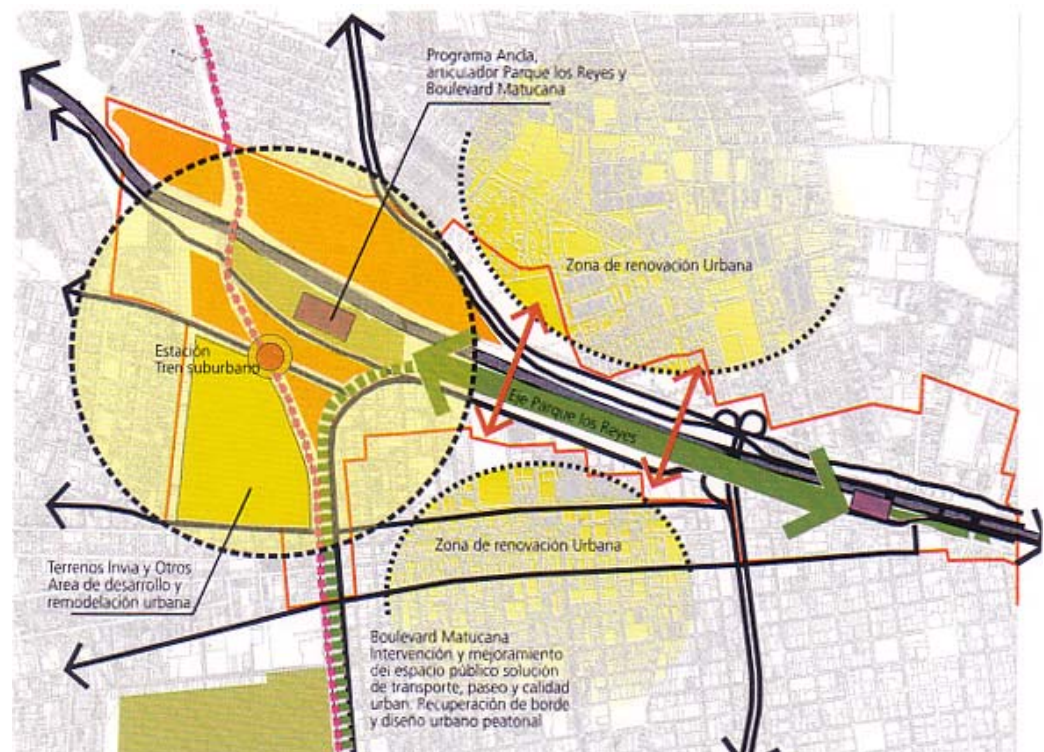 Programa Ancla,
articulador Parque los Reyes y
Boulevard Matucana
Zona de renovación Urbana
Estación
Tren suburbano
Eje Parque los Reyes
Zona de renovación Urbana
Terrenos Invia y Otros
Area de desarrollo y
remodelación urbana
Boulevard Matucana
Intervención y mejoramiento
del espacio público solución
de transporte, paseo y calidad
urban. Recuperación de borde
y diseño urbano peatonal